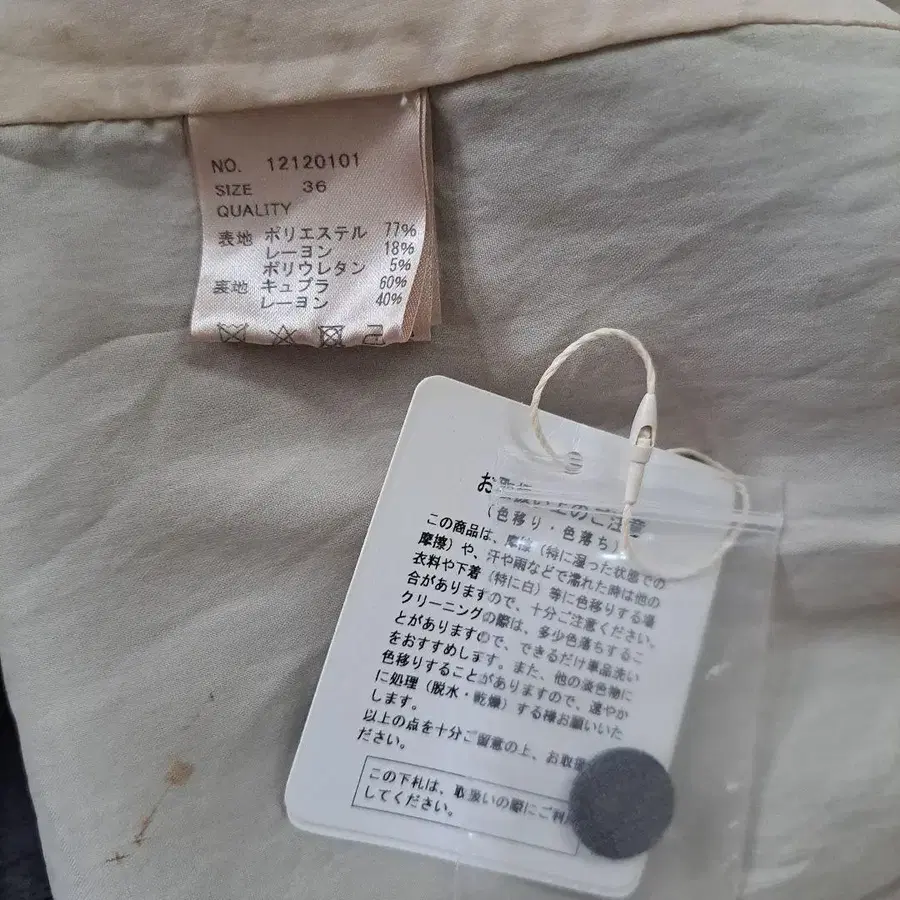 NO. 12120101
SIZE 36
QUALITY
表地 ポリエステル 77%
レーヨン 18%
ポリウレタン 5%
裏地 キュプラ 60%
レーヨン 40%
お取扱い上のご注意
(色移り・色落ち)
この商品は、摩擦(特に湿った状態での
摩擦)や、汗や雨などで濡れた時は他の
衣料や下着(特に白)等に色移りする場
合がありますので、十分ご注意ください。
クリーニングの際は、多少色落ちするこ
とがありますので、できるだけ単品洗い
をおすすめします。また、他の淡色物に
色移りすることがありますので、速やか
に処理(脱水・乾燥)する様お願いいた
します。
以上の点を十分ご留意の上、お取扱
ださい。
この下札は、取扱いの際にご利用
してください。